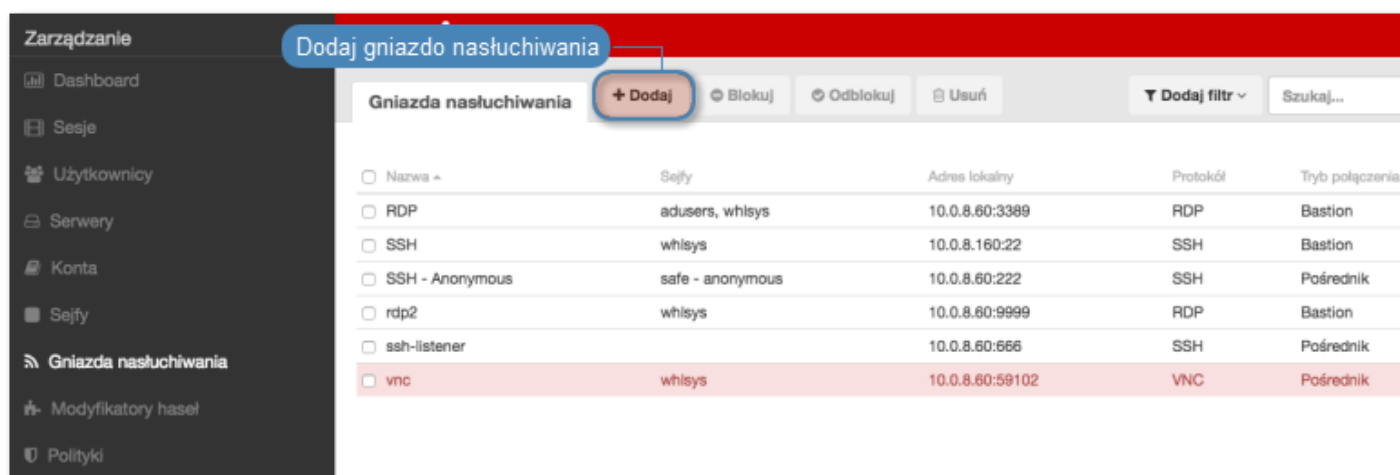 Zarządzanie
Dodaj gniazdo nasłuchiwania
Dashboard
Sesje
Użytkownicy
Serwery
Konta
Sejfy
Gniazda nasłuchiwania
Modyfikatory haseł
Polityki
Gniazda nasłuchiwania + Dodaj Blokuj Odblokuj Usuń Dodaj filtr Szukaj...
Nazwa Sejfy Adres lokalny Protokół Tryb połączenia
RDP adusers, whlsys 10.0.8.60:3389 RDP Bastion
SSH whlsys 10.0.8.160:22 SSH Bastion
SSH - Anonymous safe - anonymous 10.0.8.60:222 SSH Pośrednik
rdp2 whlsys 10.0.8.60:9999 RDP Bastion
ssh-listener 10.0.8.60:666 SSH Pośrednik
vnc whlsys 10.0.8.60:59102 VNC Pośrednik